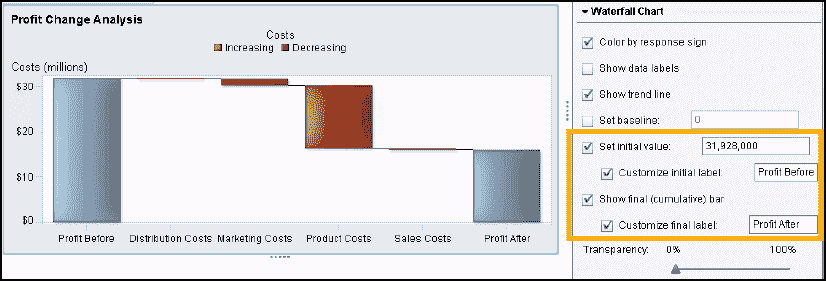 Profit Change Analysis
Costs
Increasing Decreasing
Costs (millions)
$30
$20
$10
$0
Profit Before Distribution Costs Marketing Costs Product Costs Sales Costs Profit After
Waterfall Chart
Color by response sign
Show data labels
Show trend line
Set baseline: 0
Set initial value: 31,928,000
Customize initial label: Profit Before
Show final (cumulative) bar
Customize final label: Profit After
Transparency: 0% 100%